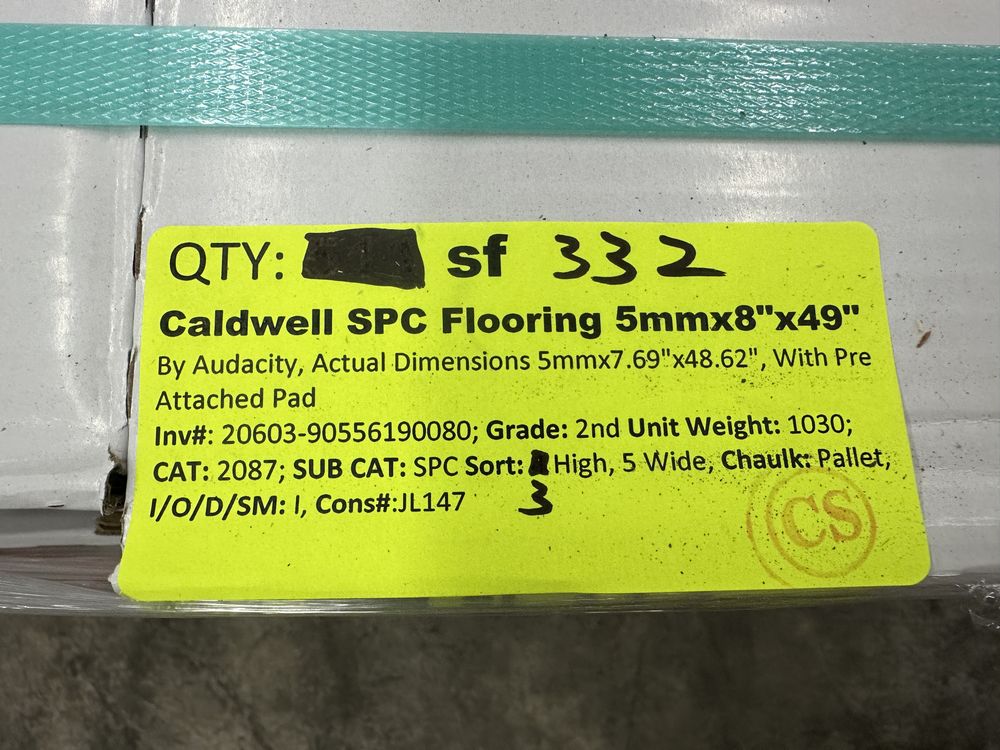 QTY: sf 332
Caldwell SPC Flooring 5mmx8"x49"
By Audacity, Actual Dimensions 5mmx7.69"x48.62", With Pre
Attached Pad
Inv#: 20603-90556190080; Grade: 2nd Unit Weight: 1030;
CAT: 2087; SUB CAT: SPC Sort: High, 5 Wide, Chaulk: Pallet,
I/O/D/SM: I, Cons#:JL147 3
CS